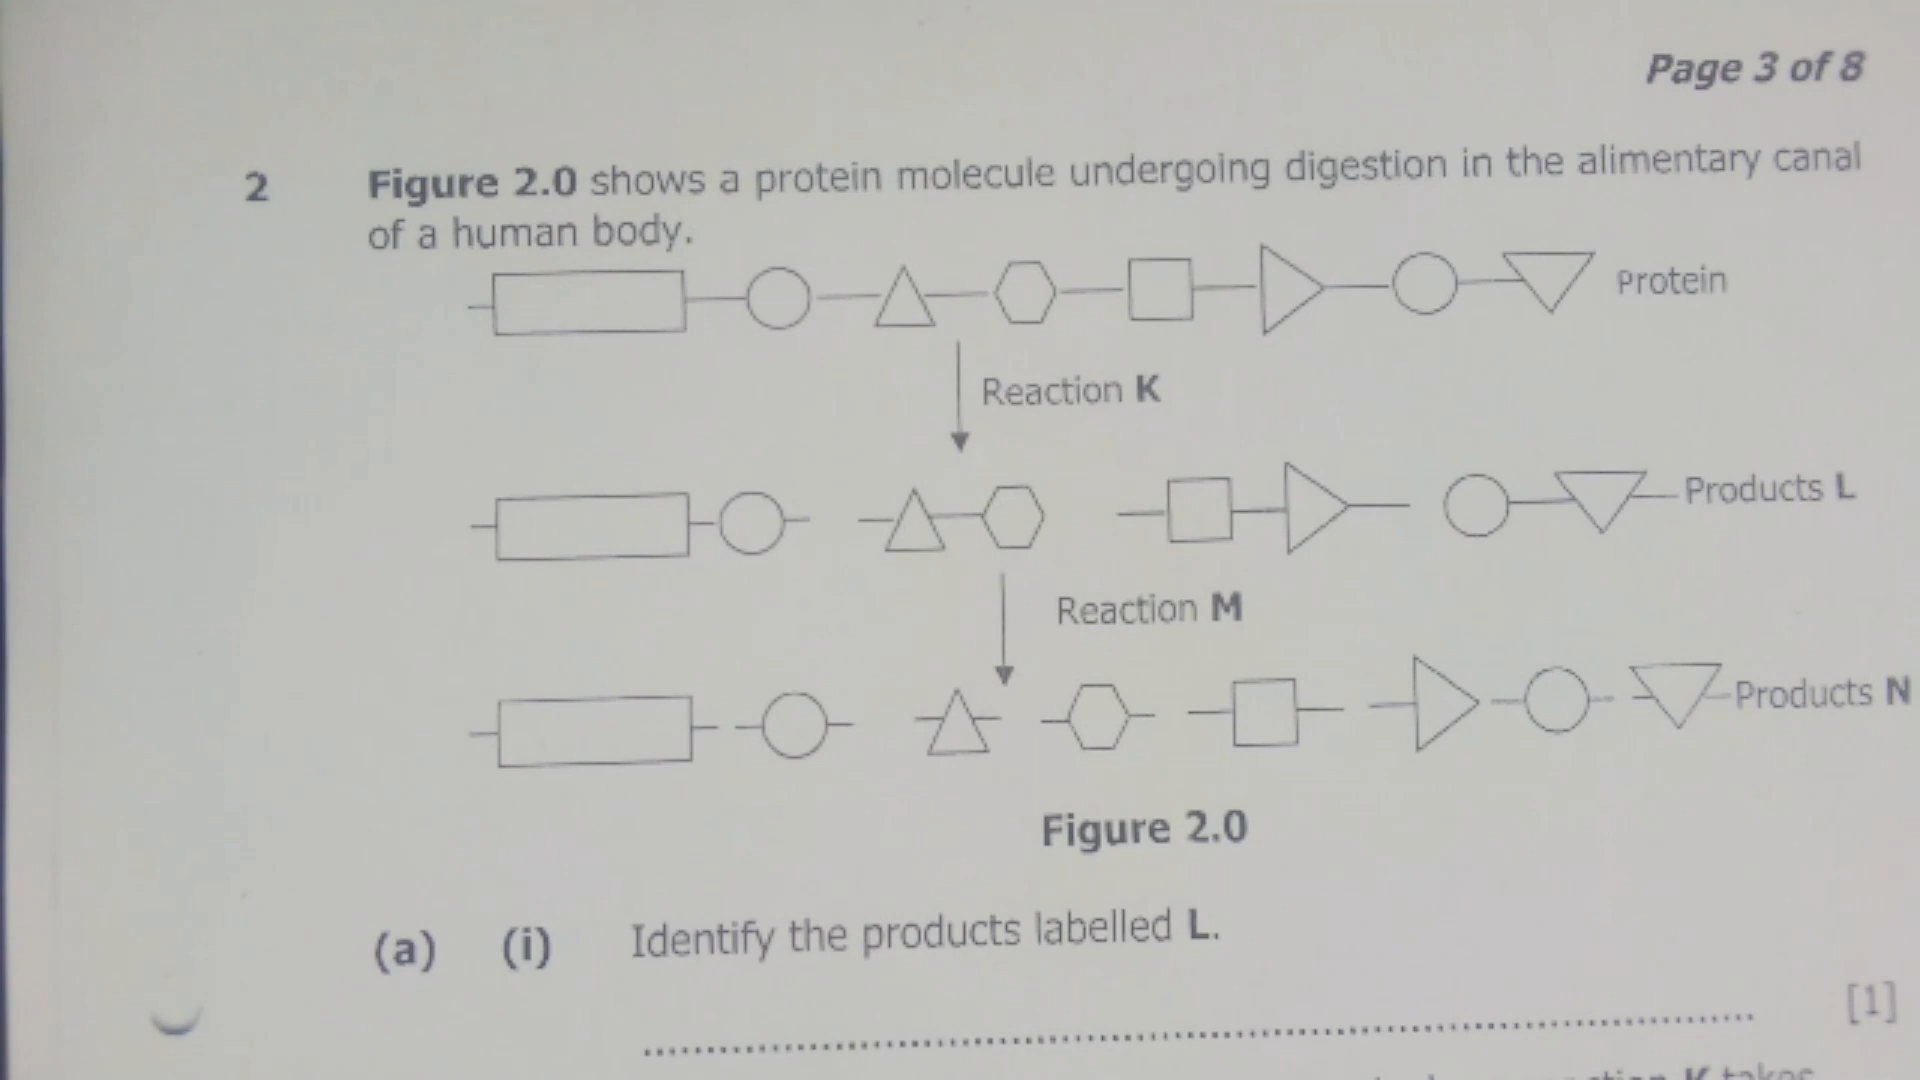 Page 3 of 8
2 Figure 2.0 shows a protein molecule undergoing digestion in the alimentary canal
of a human body.
Protein
Reaction K
Products L
Reaction M
Products N
Figure 2.0
(a) (i) Identify the products labelled L.
[1]
K takes